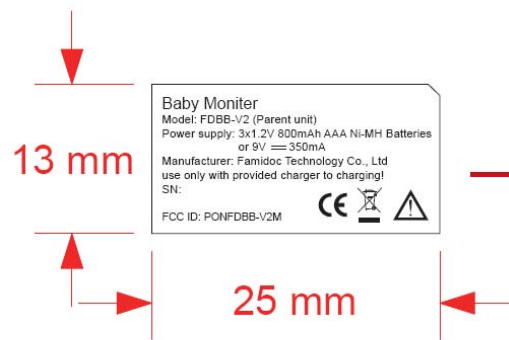 Baby Moniter
Model: FDBB-V2 (Parent unit)
Power supply: 3x1.2V 800mAh AAA Ni-MH Batteries
or 9V ⎓ 350mA
Manufacturer: Famidoc Technology Co., Ltd
use only with provided charger to charging!
SN:
FCC ID: PONFDBB-V2M
CE
13 mm
25 mm